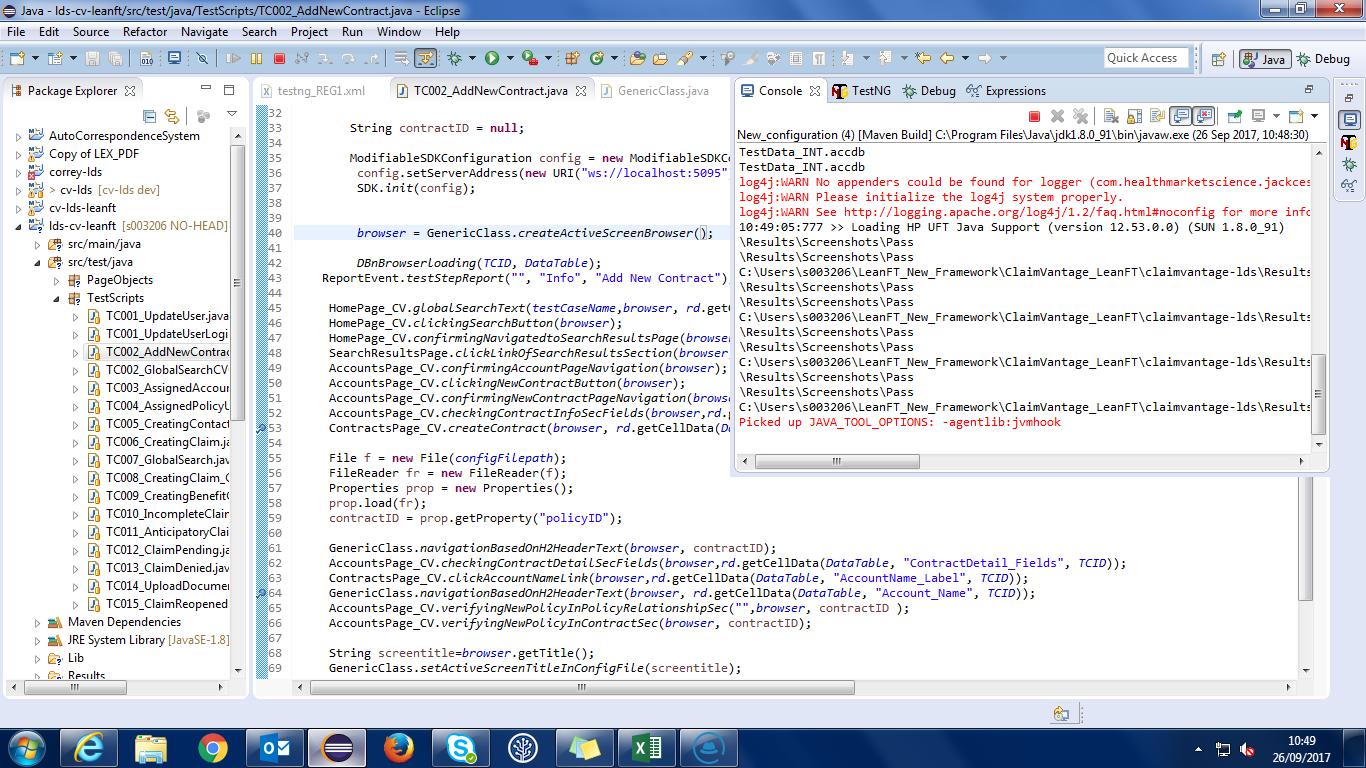 Java - lds-cv-leanft/src/test/java/TestScripts/TC002_AddNewContract.java - Eclipse
File Edit Source Refactor Navigate Search Project Run Window Help
Quick Access
Java
Debug
Package Explorer
testng_REG1.xml
TC002_AddNewContract.java
GenericClass.java
AutoCorrespondenceSystem
Copy of LEX_PDF
correy-lds
> cv-lds [cv-lds dev]
cv-lds-leanft
lds-cv-leanft [s003206 NO-HEAD]
src/main/java
src/test/java
PageObjects
TestScripts
TC001_UpdateUser.java
TC001_UpdateUserLogi
TC002_AddNewContrac
TC002_GlobalSearchCV
TC003_AssignedAccour
TC004_AssignedPolicyU
TC005_CreatingContact
TC006_CreatingClaim.ja
TC007_GlobalSearch.jav
TC008_CreatingClaim_C
TC009_CreatingBenefitC
TC010_IncompleteClain
TC011_AnticipatoryClai
TC012_ClaimPending.ja
TC013_ClaimDenied.jav
TC014_UploadDocumer
TC015_ClaimReopened
Maven Dependencies
JRE System Library [JavaSE-1.8]
Lib
Results
32
33 String contractID = null;
34
35 ModifiableSDKConfiguration config = new ModifiableSDKCo
36 config.setServerAddress(new URI("ws://localhost:5095"
37 SDK.init(config);
38
39
40 browser = GenericClass.createActiveScreenBrowser();
41
42 DBnBrowserloading(TCID, DataTable);
43 ReportEvent.testStepReport("", "Info", "Add New Contract")
44
45 HomePage_CV.globalSearchText(testCaseName,browser, rd.getC
46 HomePage_CV.clickingSearchButton(browser);
47 HomePage_CV.confirmingNavigatedtoSearchResultsPage(browser
48 SearchResultsPage.clickLinkOfSearchResultsSection(browser
49 AccountsPage_CV.confirmingAccountPageNavigation(browser);
50 AccountsPage_CV.clickingNewContractButton(browser);
51 AccountsPage_CV.confirmingNewContractPageNavigation(browse
52 AccountsPage_CV.checkingContractInfoSecFields(browser,rd.g
53 ContractsPage_CV.createContract(browser, rd.getCellData(Da
54
55 File f = new File(configFilepath);
56 FileReader fr = new FileReader(f);
57 Properties prop = new Properties();
58 prop.load(fr);
59 contractID = prop.getProperty("policyID");
60
61 GenericClass.navigationBasedOnH2HeaderText(browser, contractID);
62 AccountsPage_CV.checkingContractDetailSecFields(browser,rd.getCellData(DataTable, "ContractDetail_Fields", TCID));
63 ContractsPage_CV.clickAccountNameLink(browser,rd.getCellData(DataTable, "AccountName_Label", TCID));
64 GenericClass.navigationBasedOnH2HeaderText(browser, rd.getCellData(DataTable, "Account_Name", TCID));
65 AccountsPage_CV.verifyingNewPolicyInPolicyRelationshipSec("",browser, contractID );
66 AccountsPage_CV.verifyingNewPolicyInContractSec(browser, contractID);
67
68 String screentitle=browser.getTitle();
69 GenericClass.setActiveScreenTitleInConfigFile(screentitle);
Console
TestNG
Debug
Expressions
New_configuration (4) [Maven Build] C:\Program Files\Java\jdk1.8.0_91\bin\javaw.exe (26 Sep 2017, 10:48:30)
TestData_INT.accdb
TestData_INT.accdb
log4j:WARN No appenders could be found for logger (com.healthmarketscience.jackces
log4j:WARN Please initialize the log4j system properly.
log4j:WARN See http://logging.apache.org/log4j/1.2/faq.html#noconfig for more info
10:49:05:777 >> Loading HP UFT Java Support (version 12.53.0.0) (SUN 1.8.0_91)
\Results\Screenshots\Pass
\Results\Screenshots\Pass
C:\Users\s003206\LeanFT_New_Framework\ClaimVantage_LeanFT\claimvantage-lds\Results
\Results\Screenshots\Pass
\Results\Screenshots\Pass
C:\Users\s003206\LeanFT_New_Framework\ClaimVantage_LeanFT\claimvantage-lds\Results
\Results\Screenshots\Pass
\Results\Screenshots\Pass
C:\Users\s003206\LeanFT_New_Framework\ClaimVantage_LeanFT\claimvantage-lds\Results
\Results\Screenshots\Pass
\Results\Screenshots\Pass
C:\Users\s003206\LeanFT_New_Framework\ClaimVantage_LeanFT\claimvantage-lds\Results
Picked up JAVA_TOOL_OPTIONS: -agentlib:jvmhook
10:49
26/09/2017